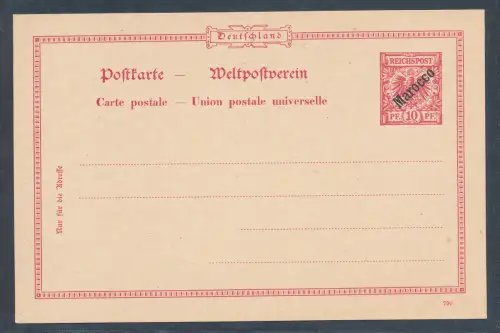 Deutschland
REICHSPOST
Marocco
PF. 10 PF.
Postkarte — Weltpostverein
Carte postale — Union postale universelle
Nur für die Adresse